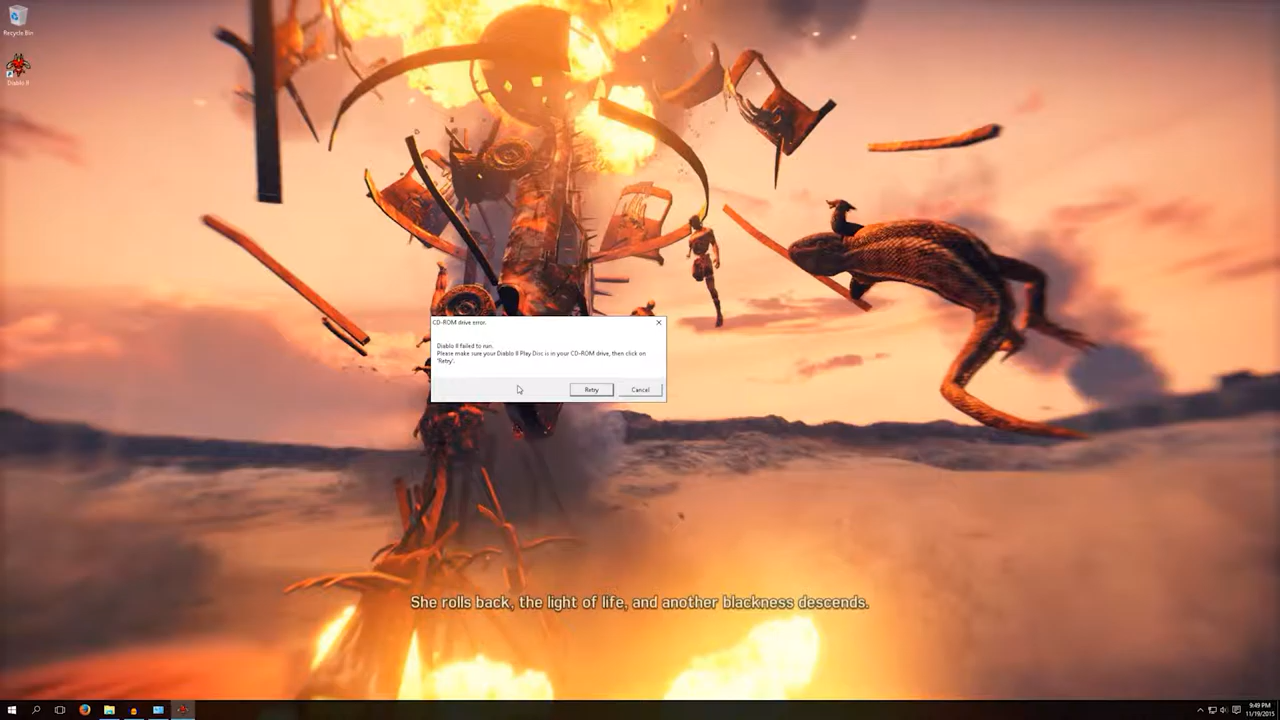 Recycle Bin
Diablo II
CD-ROM drive error.
Diablo II failed to run.
Please make sure your Diablo II Play Disc is in your CD-ROM drive, then click on
'Retry'.
Retry
Cancel
She rolls back, the light of life, and another blackness descends.
9:49 PM
11/19/2015